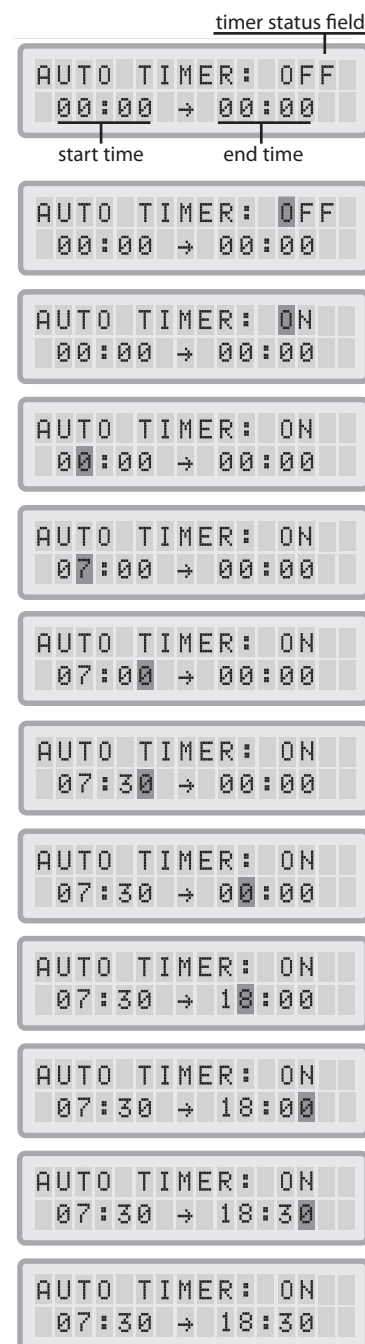 timer status field
AUTO TIMER: OFF
00:00 → 00:00
start time end time
AUTO TIMER: OFF
00:00 → 00:00
AUTO TIMER: ON
00:00 → 00:00
AUTO TIMER: ON
00:00 → 00:00
AUTO TIMER: ON
07:00 → 00:00
AUTO TIMER: ON
07:00 → 00:00
AUTO TIMER: ON
07:30 → 00:00
AUTO TIMER: ON
07:30 → 00:00
AUTO TIMER: ON
07:30 → 18:00
AUTO TIMER: ON
07:30 → 18:00
AUTO TIMER: ON
07:30 → 18:30
AUTO TIMER: ON
07:30 → 18:30